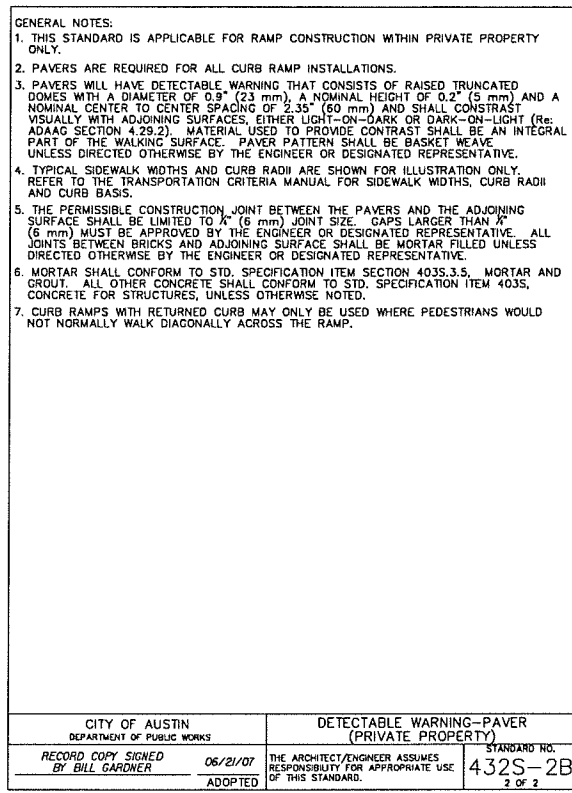 GENERAL NOTES:
1. THIS STANDARD IS APPLICABLE FOR RAMP CONSTRUCTION WITHIN PRIVATE PROPERTY
ONLY.
2. PAVERS ARE REQUIRED FOR ALL CURB RAMP INSTALLATIONS.
3. PAVERS WILL HAVE DETECTABLE WARNING THAT CONSISTS OF RAISED TRUNCATED
DOMES WITH A DIAMETER OF 0.9" (23 mm), A NOMINAL HEIGHT OF 0.2" (5 mm) AND A
NOMINAL CENTER TO CENTER SPACING OF 2.35" (60 mm) AND SHALL CONSTRAST
VISUALLY WITH ADJOINING SURFACES, EITHER LIGHT-ON-DARK OR DARK-ON-LIGHT (Re:
ADAAG SECTION 4.29.2). MATERIAL USED TO PROVIDE CONTRAST SHALL BE AN INTEGRAL
PART OF THE WALKING SURFACE. PAVER PATTERN SHALL BE BASKET WEAVE
UNLESS DIRECTED OTHERWISE BY THE ENGINEER OR DESIGNATED REPRESENTATIVE.
4. TYPICAL SIDEWALK WIDTHS AND CURB RADII ARE SHOWN FOR ILLUSTRATION ONLY.
REFER TO THE TRANSPORTATION CRITERIA MANUAL FOR SIDEWALK WIDTHS, CURB RADII
AND CURB BASIS.
5. THE PERMISSIBLE CONSTRUCTION JOINT BETWEEN THE PAVERS AND THE ADJOINING
SURFACE SHALL BE LIMITED TO ¼" (6 mm) JOINT SIZE. GAPS LARGER THAN ¼"
(6 mm) MUST BE APPROVED BY THE ENGINEER OR DESIGNATED REPRESENTATIVE. ALL
JOINTS BETWEEN BRICKS AND ADJOINING SURFACE SHALL BE MORTAR FILLED UNLESS
DIRECTED OTHERWISE BY THE ENGINEER OR DESIGNATED REPRESENTATIVE.
6. MORTAR SHALL CONFORM TO STD. SPECIFICATION ITEM SECTION 403S.3.5, MORTAR AND
GROUT. ALL OTHER CONCRETE SHALL CONFORM TO STD. SPECIFICATION ITEM 403S,
CONCRETE FOR STRUCTURES, UNLESS OTHERWISE NOTED.
7. CURB RAMPS WITH RETURNED CURB MAY ONLY BE USED WHERE PEDESTRIANS WOULD
NOT NORMALLY WALK DIAGONALLY ACROSS THE RAMP.
CITY OF AUSTIN
DEPARTMENT OF PUBLIC WORKS
DETECTABLE WARNING-PAVER
(PRIVATE PROPERTY)
RECORD COPY SIGNED
BY BILL GARDNER
06/21/07
ADOPTED
THE ARCHITECT/ENGINEER ASSUMES
RESPONSIBILITY FOR APPROPRIATE USE
OF THIS STANDARD.
STANDARD NO.
432S-2B
2 OF 2